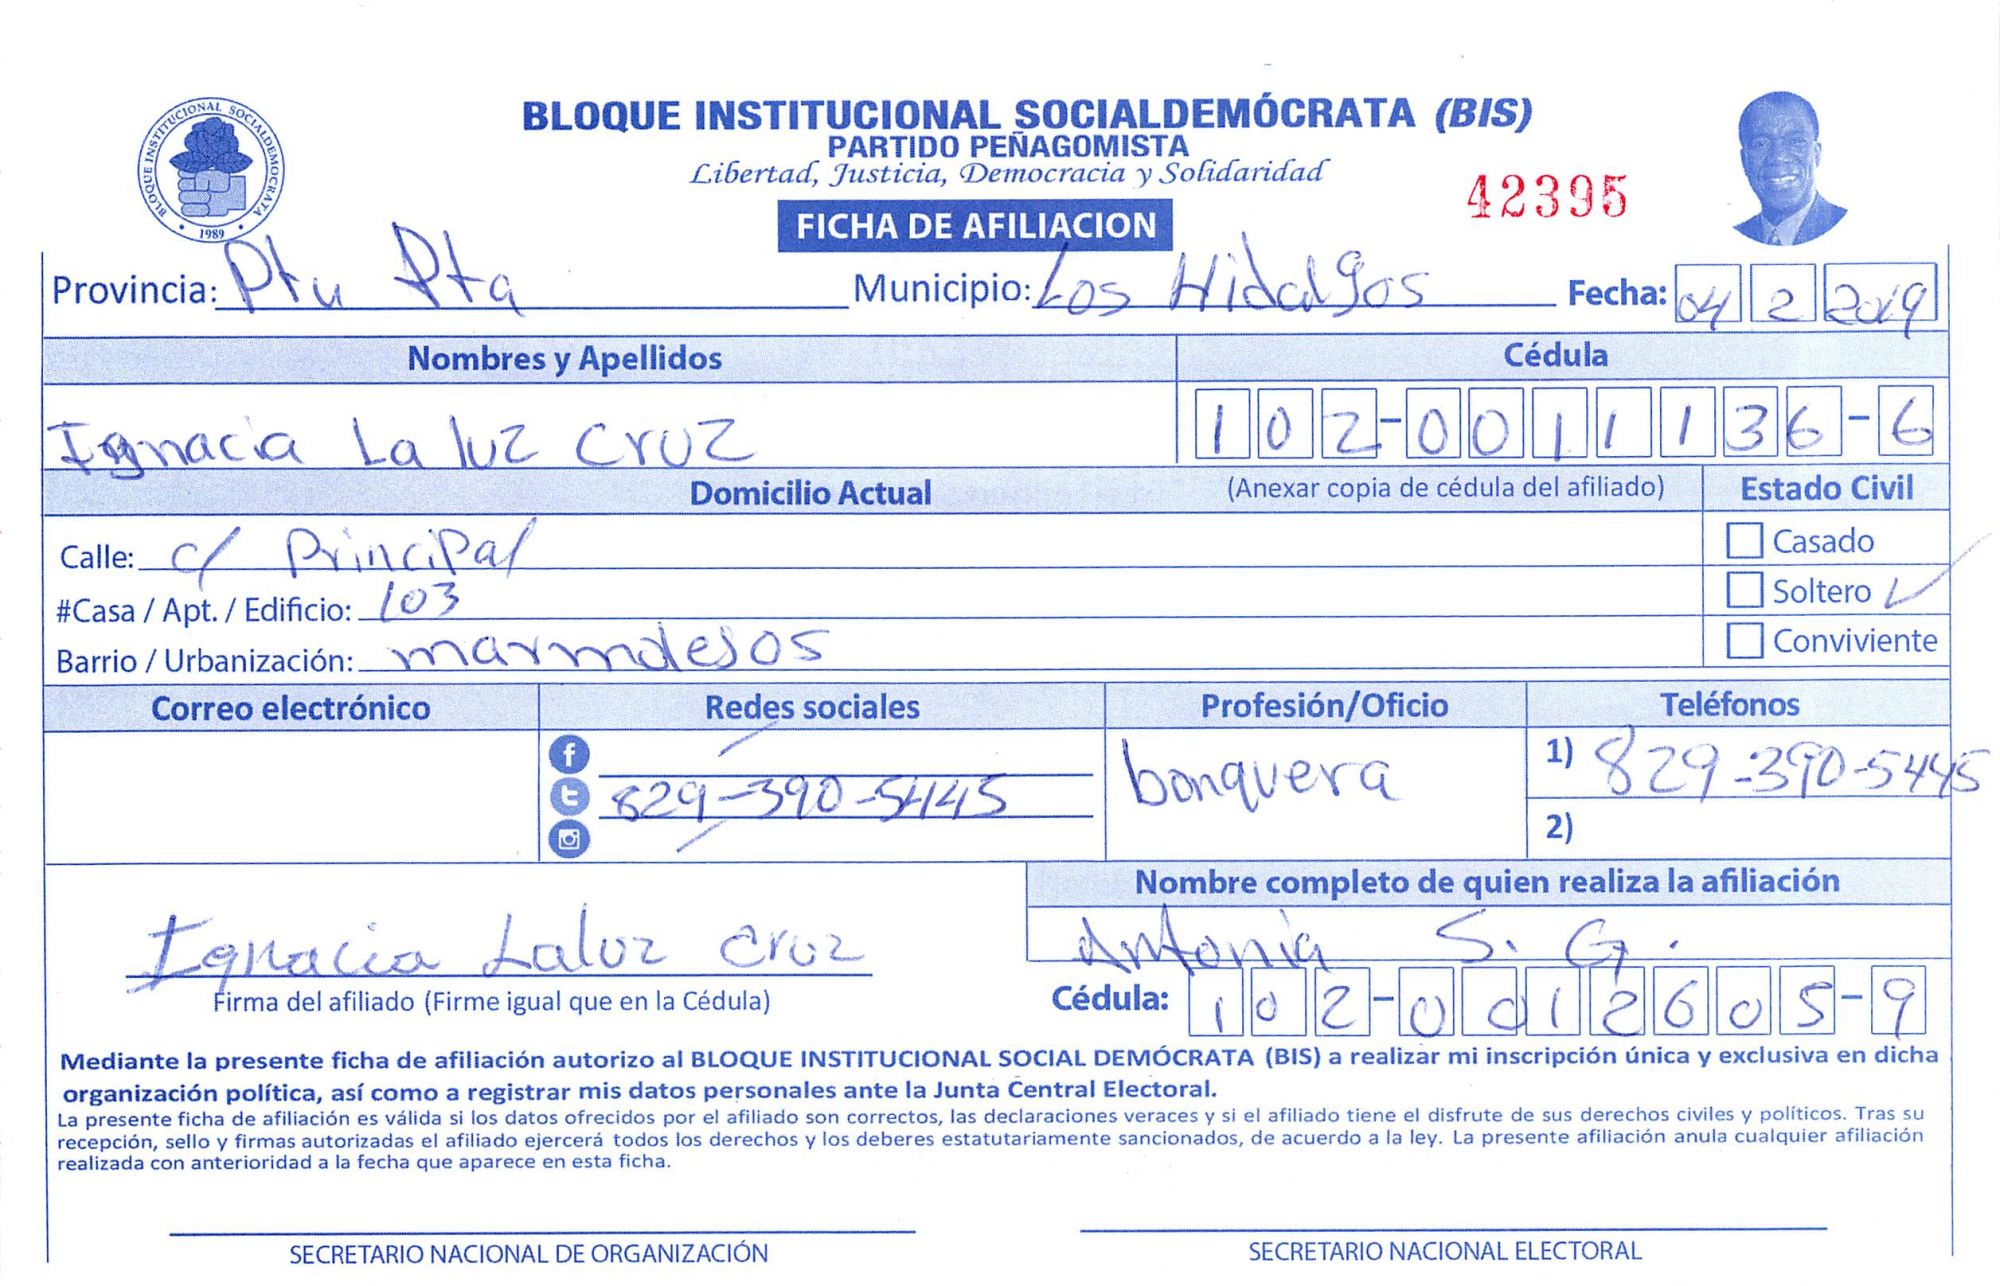 BLOQUE INSTITUCIONAL SOCIALDEMOCRATA
1989
BLOQUE INSTITUCIONAL SOCIALDEMÓCRATA (BIS)
PARTIDO PEÑAGOMISTA
Libertad, Justicia, Democracia y Solidaridad
42395
FICHA DE AFILIACION
Provincia: Ptu Pta Municipio: Los Hidalgos Fecha: 04 2 2019
Nombres y Apellidos Cédula
Ignacia La luz Cruz 102-0011136-6
Domicilio Actual (Anexar copia de cédula del afiliado) Estado Civil
Calle: c/ Principal Casado
#Casa / Apt. / Edificio: 103 Soltero ✓
Barrio / Urbanización: marmolejos Conviviente
Correo electrónico Redes sociales Profesión/Oficio Teléfonos
829-390-5445 banquera 1) 829-390-5445
2)
Nombre completo de quien realiza la afiliación
Ignacia Laluz Cruz Antonia S. G.
Firma del afiliado (Firme igual que en la Cédula) Cédula: 102-0012605-9
Mediante la presente ficha de afiliación autorizo al BLOQUE INSTITUCIONAL SOCIAL DEMÓCRATA (BIS) a realizar mi inscripción única y exclusiva en dicha
organización política, así como a registrar mis datos personales ante la Junta Central Electoral.
La presente ficha de afiliación es válida si los datos ofrecidos por el afiliado son correctos, las declaraciones veraces y si el afiliado tiene el disfrute de sus derechos civiles y políticos. Tras su
recepción, sello y firmas autorizadas el afiliado ejercerá todos los derechos y los deberes estatutariamente sancionados, de acuerdo a la ley. La presente afiliación anula cualquier afiliación
realizada con anterioridad a la fecha que aparece en esta ficha.
SECRETARIO NACIONAL DE ORGANIZACIÓN SECRETARIO NACIONAL ELECTORAL